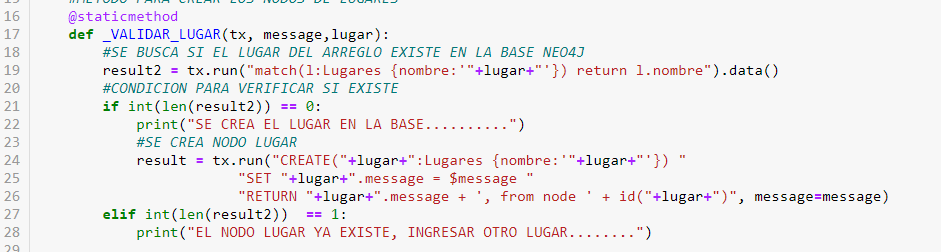 15 #METODO PARA CREAR LOS NODOS DE LUGARES
16 @staticmethod
17 def _VALIDAR_LUGAR(tx, message,lugar):
18 #SE BUSCA SI EL LUGAR DEL ARREGLO EXISTE EN LA BASE NEO4J
19 result2 = tx.run("match(l:Lugares {nombre:'"+lugar+"'}) return l.nombre").data()
20 #CONDICION PARA VERIFICAR SI EXISTE
21 if int(len(result2)) == 0:
22 print("SE CREA EL LUGAR EN LA BASE..........")
23 #SE CREA NODO LUGAR
24 result = tx.run("CREATE("+lugar+":Lugares {nombre:'"+lugar+"'}) "
25 "SET "+lugar+".message = $message "
26 "RETURN "+lugar+".message + ', from node ' + id("+lugar+")", message=message)
27 elif int(len(result2))  == 1:
28 print("EL NODO LUGAR YA EXISTE, INGRESAR OTRO LUGAR........")
29